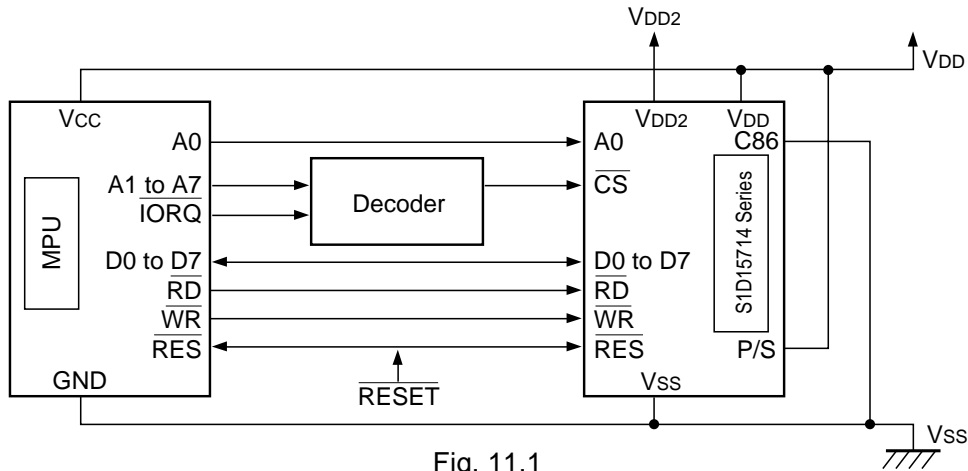 VDD2
VDD
VCC
VDD2
VDD
A0
A0
C86
A1 to A7
Decoder
CS
IORQ
MPU
S1D15714 Series
D0 to D7
D0 to D7
RD
RD
WR
WR
RES
RES
P/S
GND
RESET
VSS
VSS
Fig. 11.1